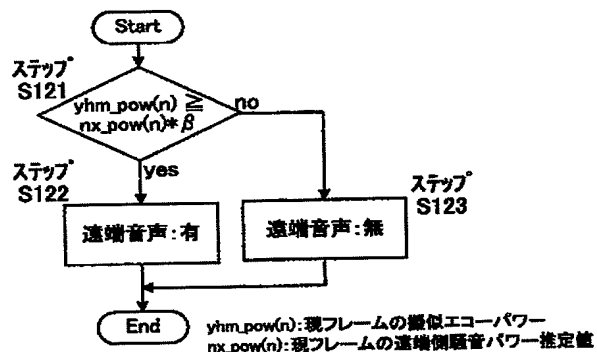 Start
ステップ
S121
yhm_pow(n) ≧
nx_pow(n)* β
no
yes
ステップ
S122
遠端音声:有
ステップ
S123
遠端音声:無
End
yhm_pow(n):現フレームの擬似エコーパワー
nx_pow(n):現フレームの遠端側騒音パワー推定値